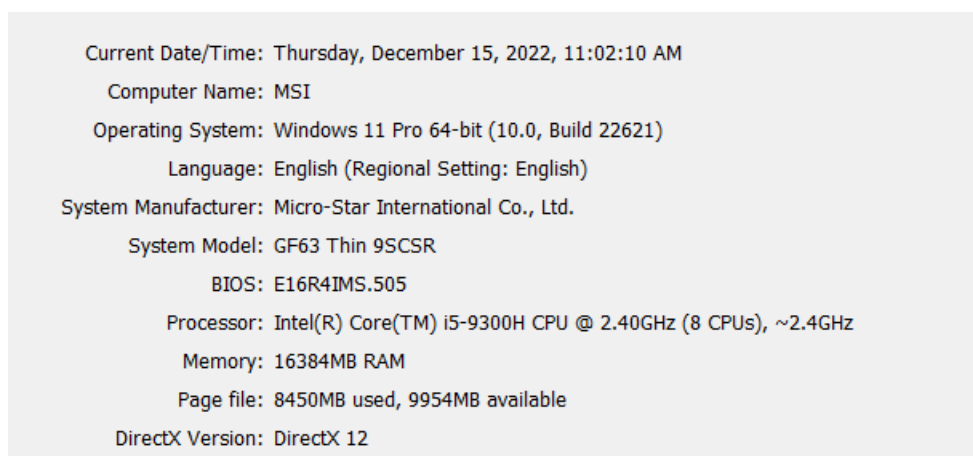 Current Date/Time: Thursday, December 15, 2022, 11:02:10 AM
Computer Name: MSI
Operating System: Windows 11 Pro 64-bit (10.0, Build 22621)
Language: English (Regional Setting: English)
System Manufacturer: Micro-Star International Co., Ltd.
System Model: GF63 Thin 9SCSR
BIOS: E16R4IMS.505
Processor: Intel(R) Core(TM) i5-9300H CPU @ 2.40GHz (8 CPUs), ~2.4GHz
Memory: 16384MB RAM
Page file: 8450MB used, 9954MB available
DirectX Version: DirectX 12